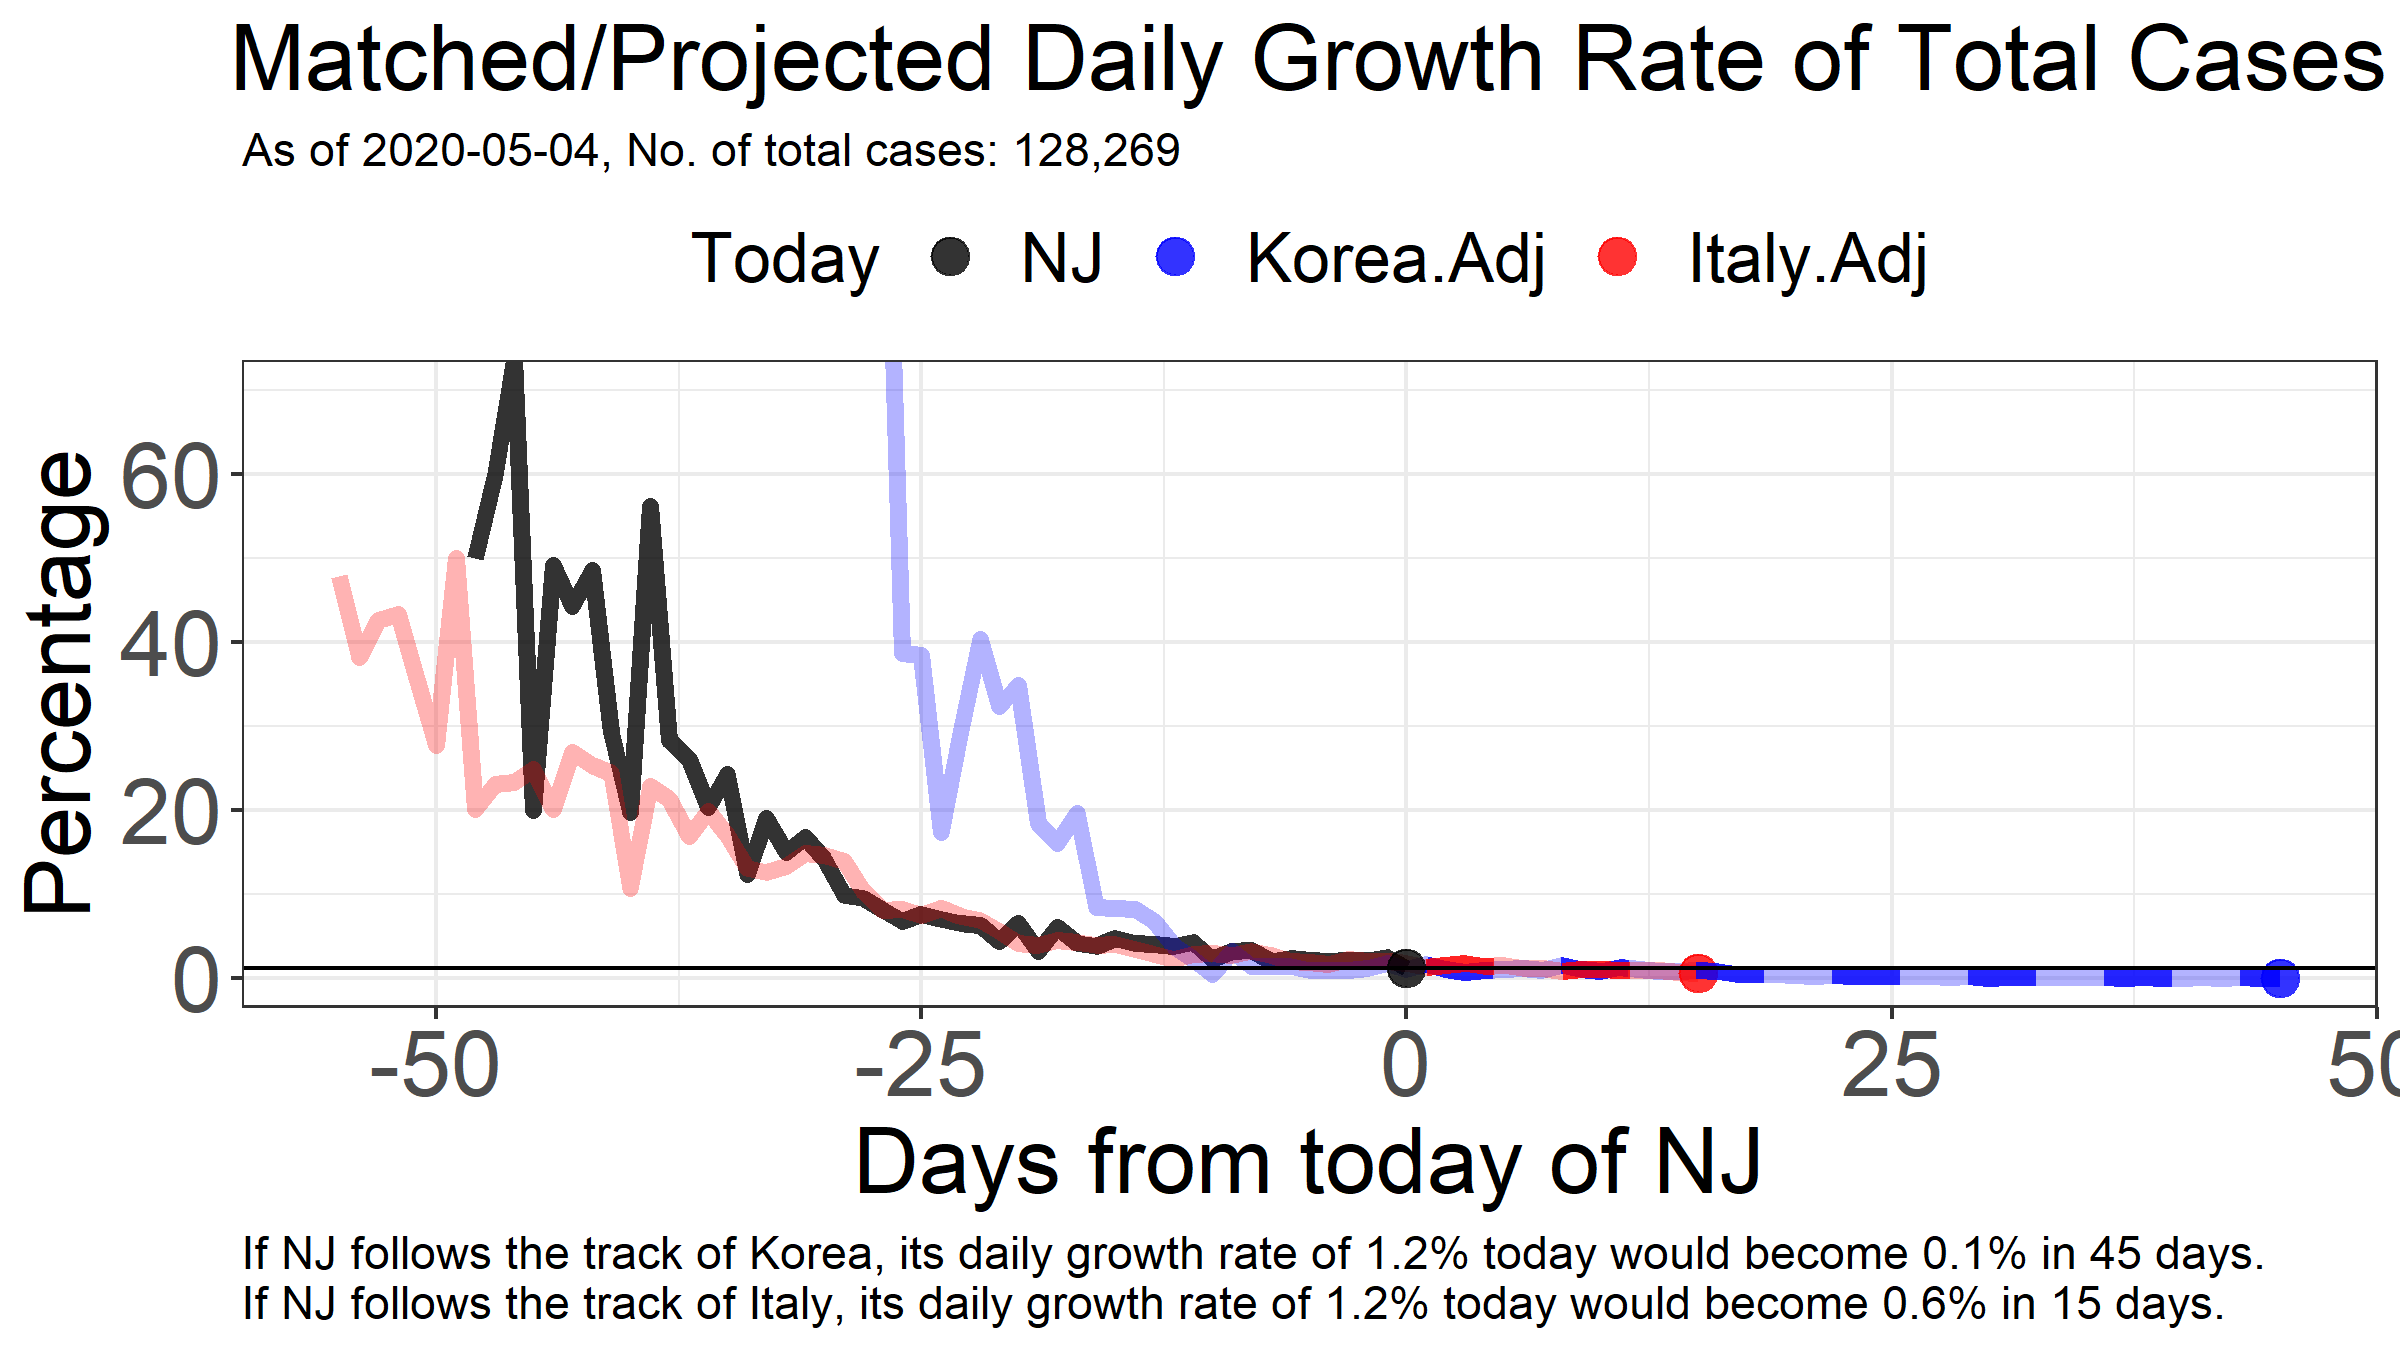 Matched/Projected Daily Growth Rate of Total Cases
As of 2020-05-04, No. of total cases: 128,269
Today NJ Korea.Adj Italy.Adj
Percentage
60
40
20
0
-50 -25 0 25 50
Days from today of NJ
If NJ follows the track of Korea, its daily growth rate of 1.2% today would become 0.1% in 45 days.
If NJ follows the track of Italy, its daily growth rate of 1.2% today would become 0.6% in 15 days.